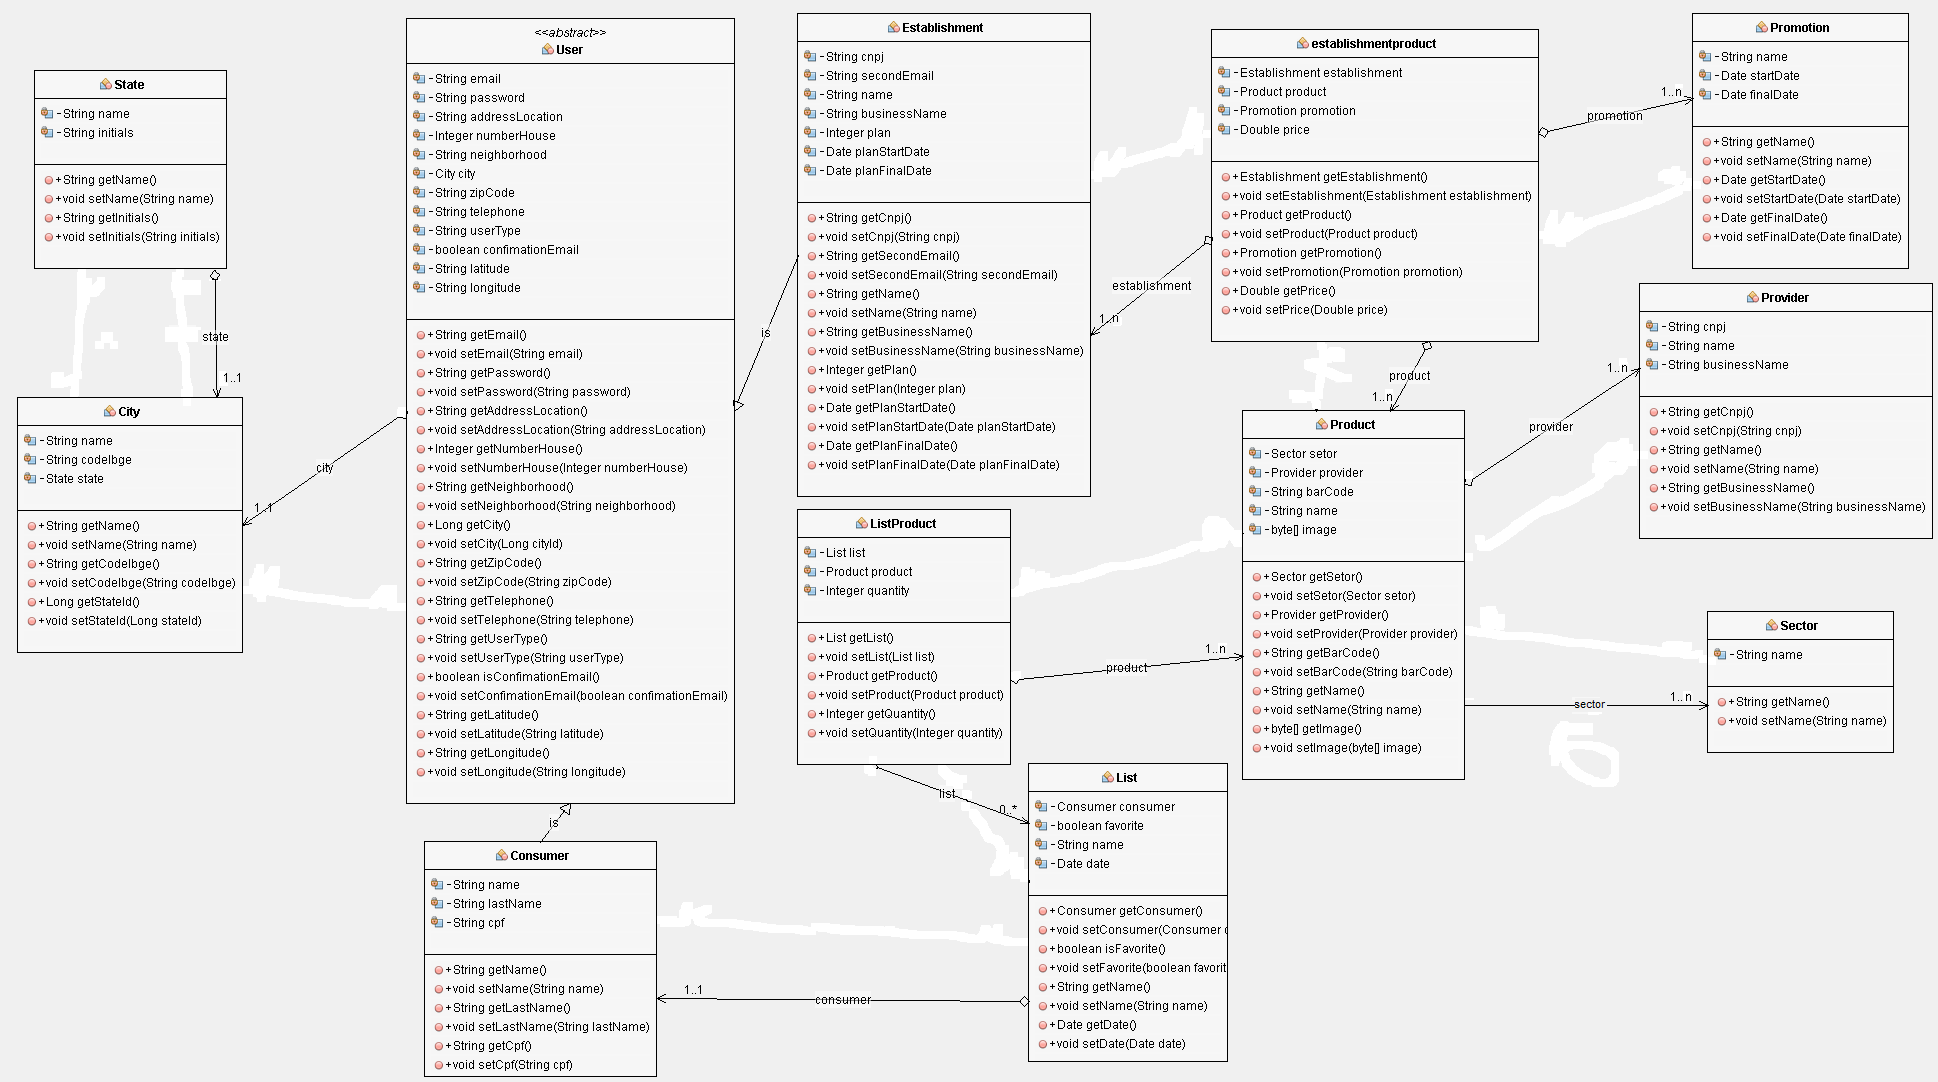 State
- String name
- String initials
+ String getName()
+ void setName(String name)
+ String getInitials()
+ void setInitials(String initials)
state
1..1
City
- String name
- String codeIbge
- State state
+ String getName()
+ void setName(String name)
+ String getCodeIbge()
+ void setCodeIbge(String codeIbge)
+ Long getStateId()
+ void setStateId(Long stateId)
city
1..1
<<abstract>>
User
- String email
- String password
- String addressLocation
- Integer numberHouse
- String neighborhood
- City city
- String zipCode
- String telephone
- String userType
- boolean confimationEmail
- String latitude
- String longitude
+ String getEmail()
+ void setEmail(String email)
+ String getPassword()
+ void setPassword(String password)
+ String getAddressLocation()
+ void setAddressLocation(String addressLocation)
+ Integer getNumberHouse()
+ void setNumberHouse(Integer numberHouse)
+ String getNeighborhood()
+ void setNeighborhood(String neighborhood)
+ Long getCity()
+ void setCity(Long cityId)
+ String getZipCode()
+ void setZipCode(String zipCode)
+ String getTelephone()
+ void setTelephone(String telephone)
+ String getUserType()
+ void setUserType(String userType)
+ boolean isConfimationEmail()
+ void setConfimationEmail(boolean confimationEmail)
+ String getLatitude()
+ void setLatitude(String latitude)
+ String getLongitude()
+ void setLongitude(String longitude)
is
Consumer
- String name
- String lastName
- String cpf
+ String getName()
+ void setName(String name)
+ String getLastName()
+ void setLastName(String lastName)
+ String getCpf()
+ void setCpf(String cpf)
is
Establishment
- String cnpj
- String secondEmail
- String name
- String businessName
- Integer plan
- Date planStartDate
- Date planFinalDate
+ String getCnpj()
+ void setCnpj(String cnpj)
+ String getSecondEmail()
+ void setSecondEmail(String secondEmail)
+ String getName()
+ void setName(String name)
+ String getBusinessName()
+ void setBusinessName(String businessName)
+ Integer getPlan()
+ void setPlan(Integer plan)
+ Date getPlanStartDate()
+ void setPlanStartDate(Date planStartDate)
+ Date getPlanFinalDate()
+ void setPlanFinalDate(Date planFinalDate)
establishment
1..n
ListProduct
- List list
- Product product
- Integer quantity
+ List getList()
+ void setList(List list)
+ Product getProduct()
+ void setProduct(Product product)
+ Integer getQuantity()
+ void setQuantity(Integer quantity)
product
1..n
list
0..*
List
- Consumer consumer
- boolean favorite
- String name
- Date date
+ Consumer getConsumer()
+ void setConsumer(Consumer c
+ boolean isFavorite()
+ void setFavorite(boolean favorit
+ String getName()
+ void setName(String name)
+ Date getDate()
+ void setDate(Date date)
consumer
1..1
establishmentproduct
- Establishment establishment
- Product product
- Promotion promotion
- Double price
+ Establishment getEstablishment()
+ void setEstablishment(Establishment establishment)
+ Product getProduct()
+ void setProduct(Product product)
+ Promotion getPromotion()
+ void setPromotion(Promotion promotion)
+ Double getPrice()
+ void setPrice(Double price)
product
1..n
Product
- Sector setor
- Provider provider
- String barCode
- String name
- byte[] image
+ Sector getSetor()
+ void setSetor(Sector setor)
+ Provider getProvider()
+ void setProvider(Provider provider)
+ String getBarCode()
+ void setBarCode(String barCode)
+ String getName()
+ void setName(String name)
+ byte[] getImage()
+ void setImage(byte[] image)
promotion
1..n
Promotion
- String name
- Date startDate
- Date finalDate
+ String getName()
+ void setName(String name)
+ Date getStartDate()
+ void setStartDate(Date startDate)
+ Date getFinalDate()
+ void setFinalDate(Date finalDate)
provider
1..n
Provider
- String cnpj
- String name
- String businessName
+ String getCnpj()
+ void setCnpj(String cnpj)
+ String getName()
+ void setName(String name)
+ String getBusinessName()
+ void setBusinessName(String businessName)
sector
1..n
Sector
- String name
+ String getName()
+ void setName(String name)